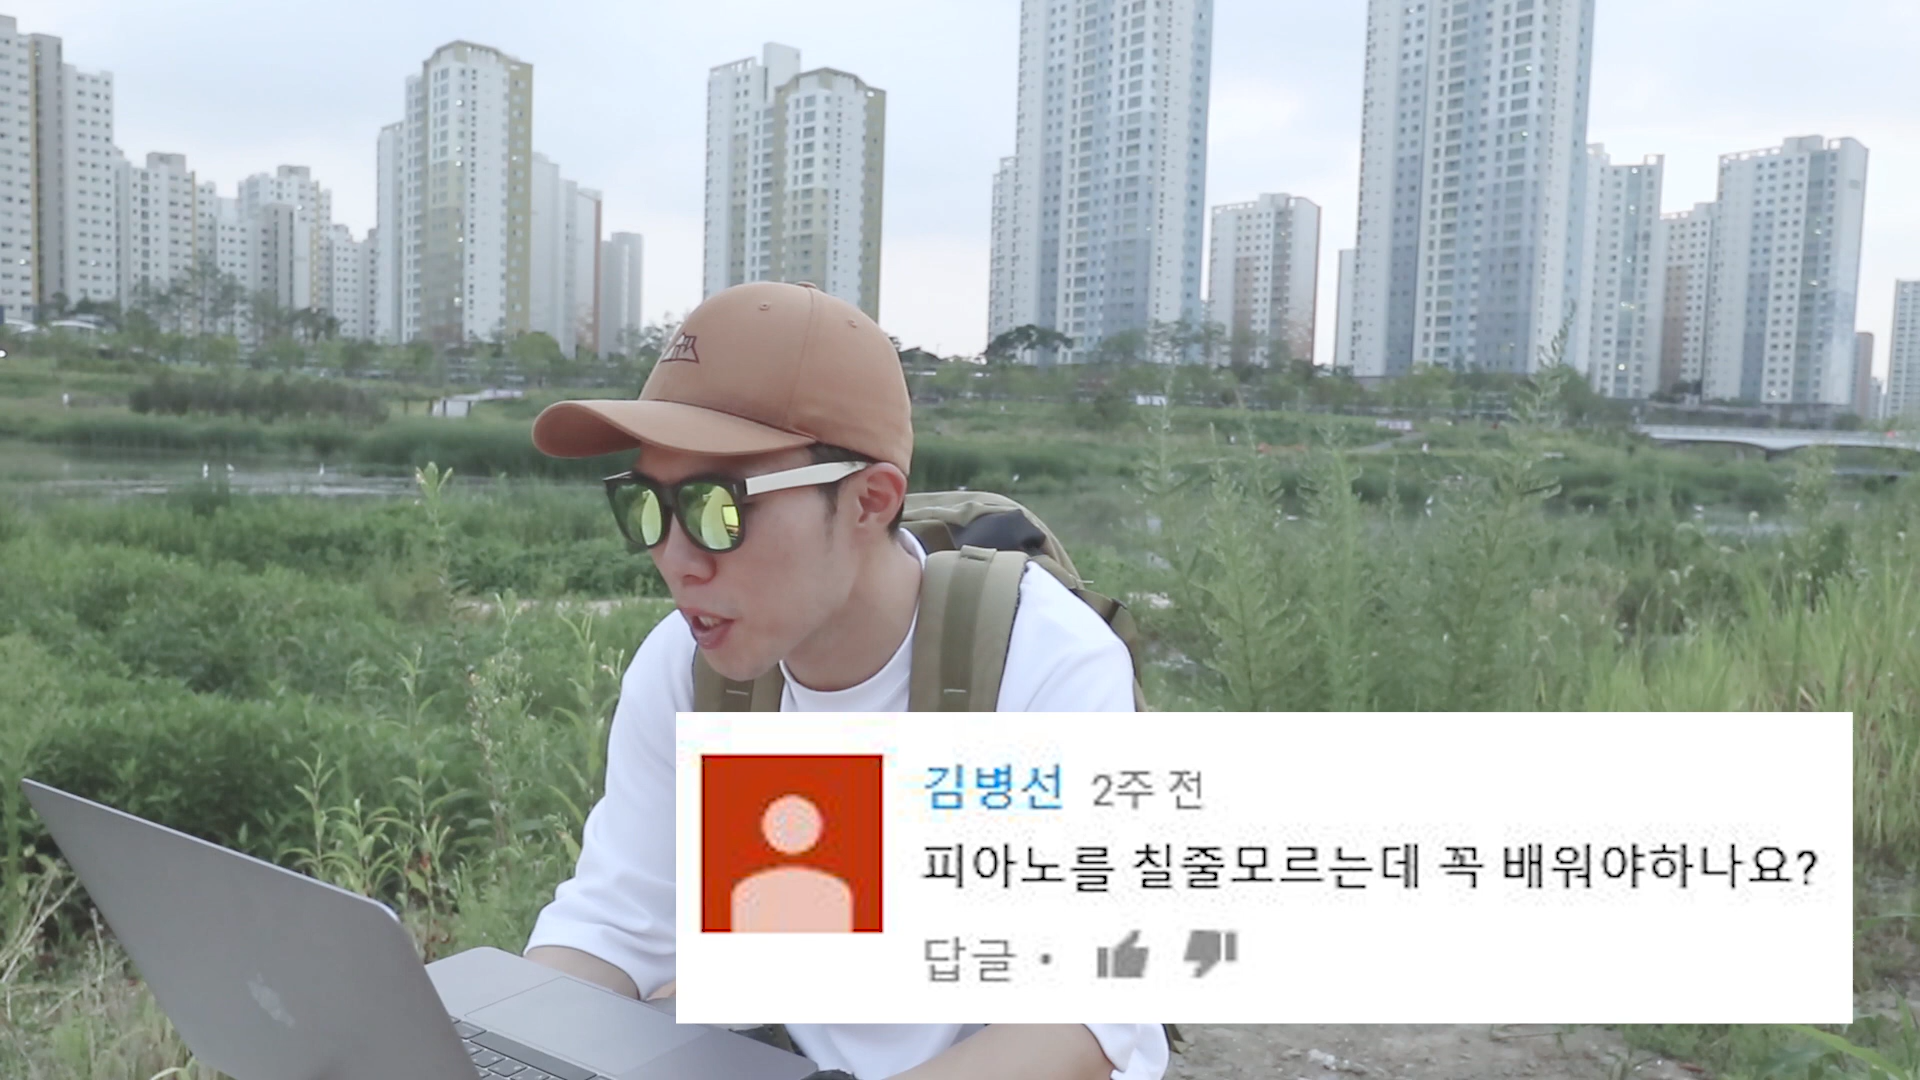 김병선 2주 전
피아노를 칠줄모르는데 꼭 배워야하나요?
답글 •